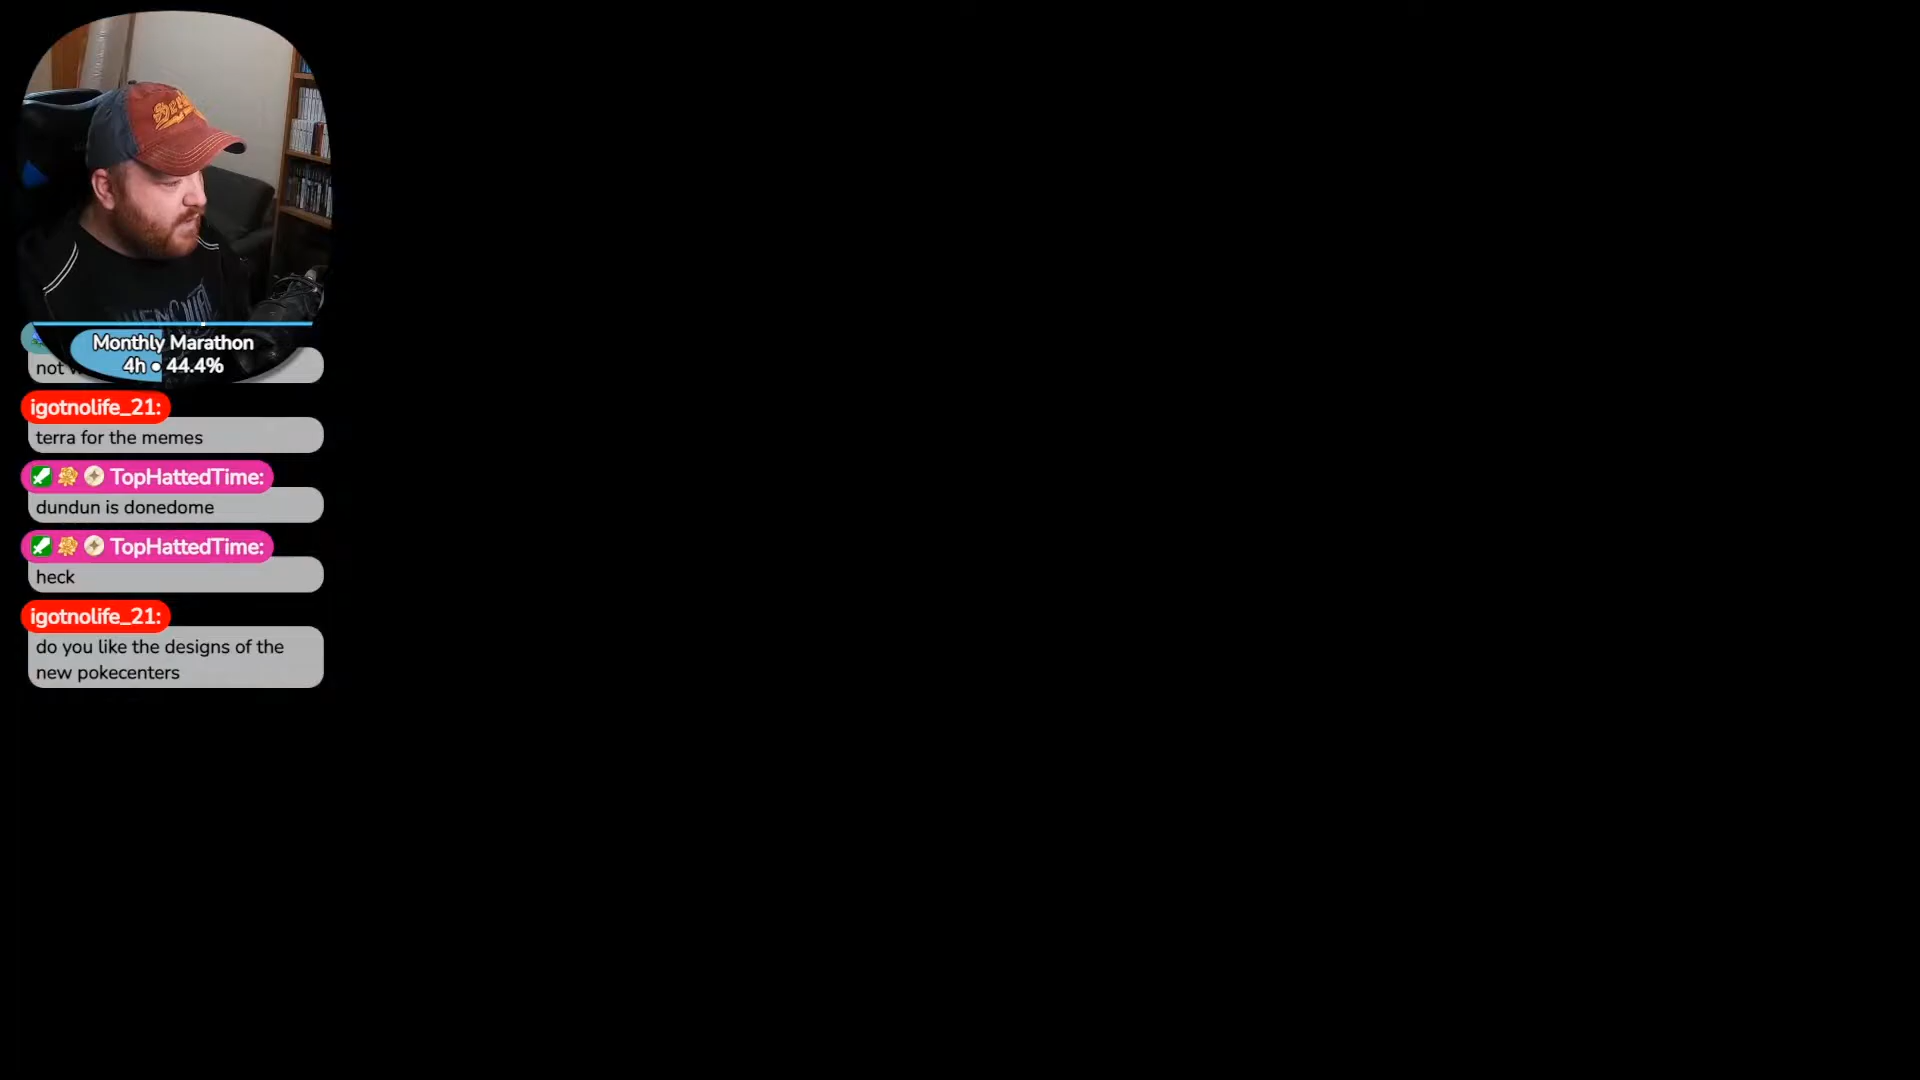 Monthly Marathon
4h • 44.4%
not
igotnolife_21:
terra for the memes
TopHattedTime:
dundun is donedome
TopHattedTime:
heck
igotnolife_21:
do you like the designs of the
new pokecenters